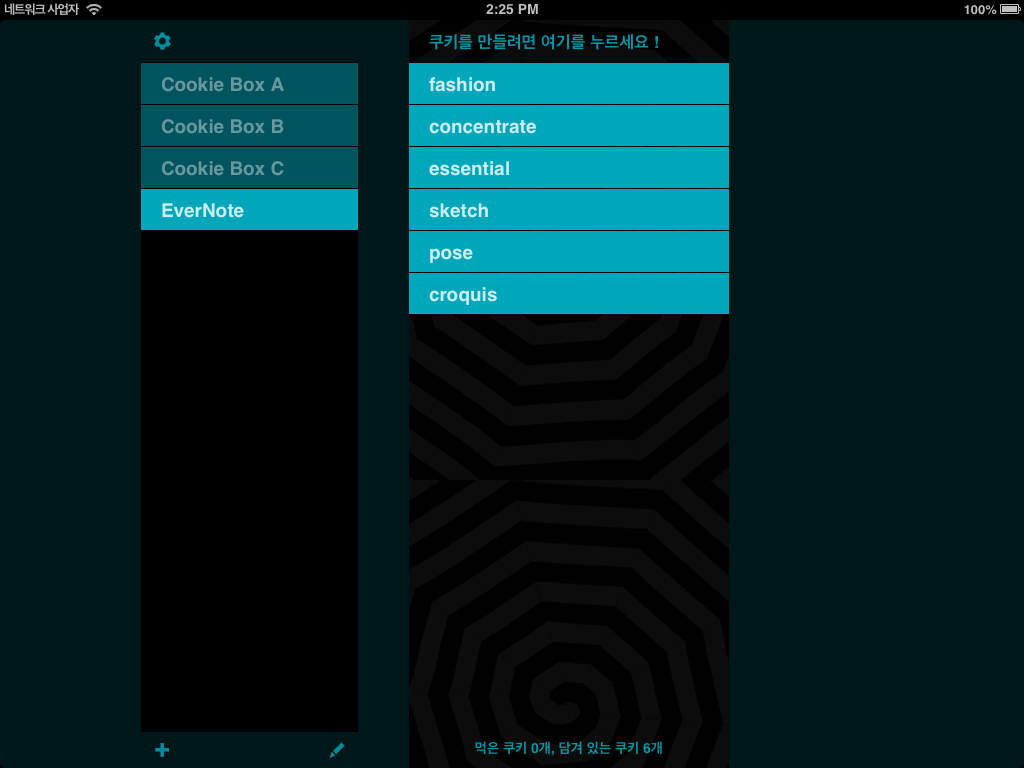 네트워크 사업자
2:25 PM
100%
쿠키를 만들려면 여기를 누르세요 !
Cookie Box A
Cookie Box B
Cookie Box C
EverNote
fashion
concentrate
essential
sketch
pose
croquis
먹은 쿠키 0개, 담겨 있는 쿠키 6개